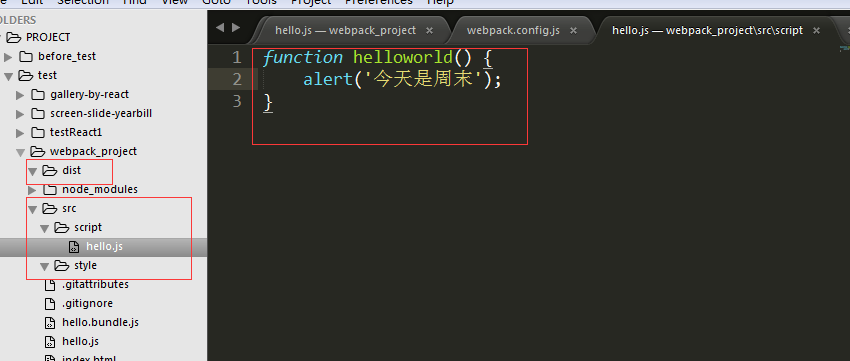 File Edit Selection Find View Goto Tools Project Preferences Help
FOLDERS
PROJECT
before_test
test
gallery-by-react
screen-slide-yearbill
testReact1
webpack_project
dist
node_modules
src
script
hello.js
style
.gitattributes
.gitignore
hello.bundle.js
hello.js
index.html
hello.js — webpack_project ×
webpack.config.js ×
hello.js — webpack_project\src\script ×
1 function helloworld() {
2 alert('今天是周末');
3 }